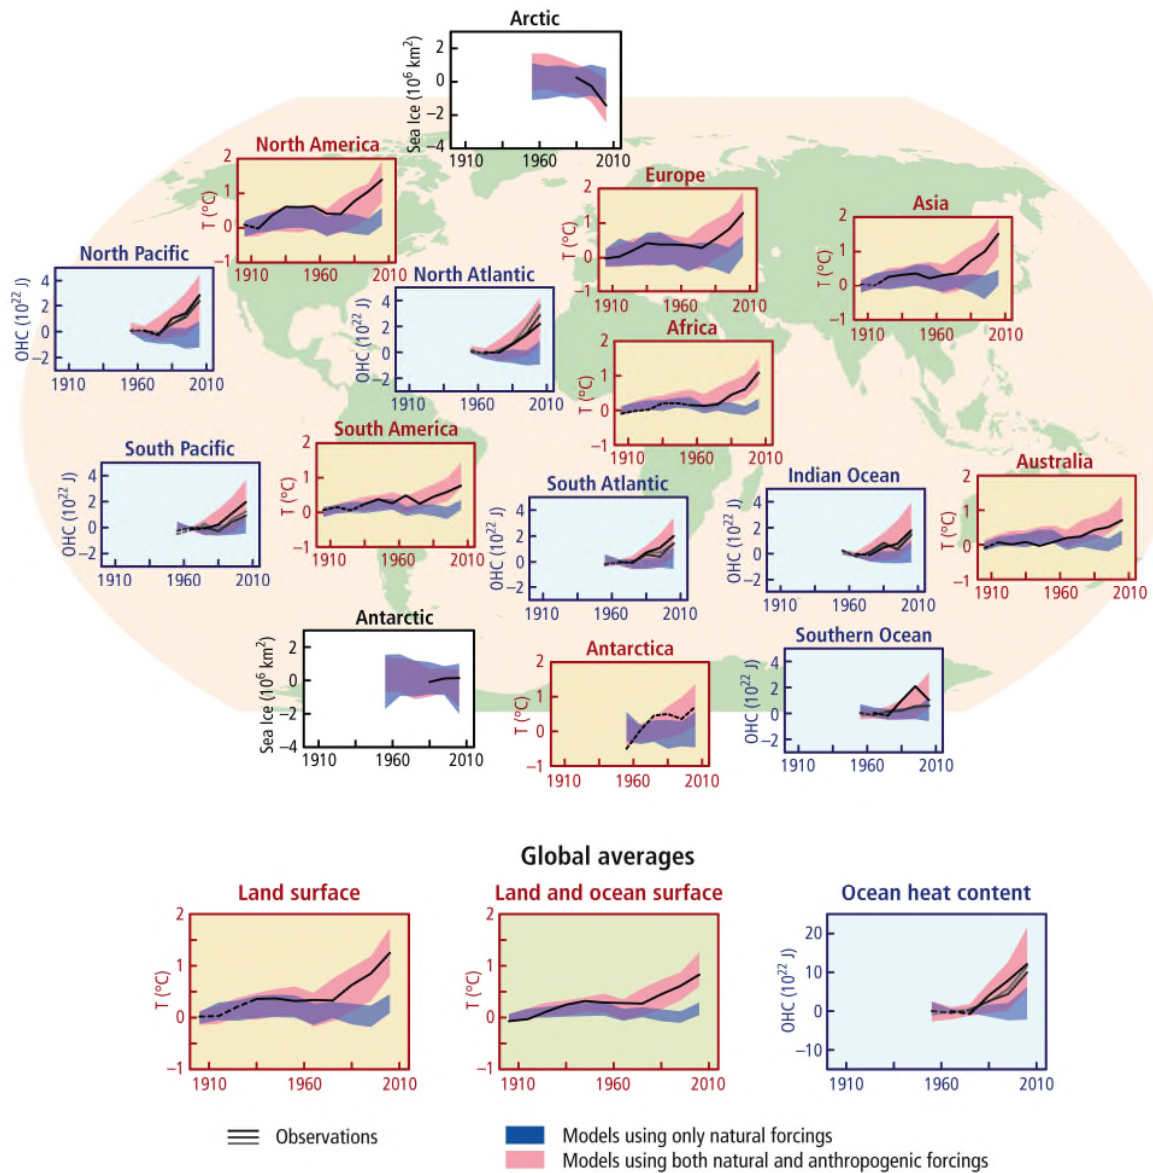 Arctic
Sea Ice (10⁶ km²)
2
0
−2
−4
1910 1960 2010
North America
T (°C)
2
1
0
−1
1910 1960 2010
Europe
T (°C)
2
1
0
−1
1910 1960 2010
Asia
T (°C)
2
1
0
−1
1910 1960 2010
North Pacific
OHC (10²² J)
4
2
0
−2
1910 1960 2010
North Atlantic
OHC (10²² J)
4
2
0
−2
1910 1960 2010
Africa
T (°C)
2
1
0
−1
1910 1960 2010
South Pacific
OHC (10²² J)
4
2
0
−2
1910 1960 2010
South America
T (°C)
2
1
0
−1
1910 1960 2010
South Atlantic
OHC (10²² J)
4
2
0
−2
1910 1960 2010
Indian Ocean
OHC (10²² J)
4
2
0
−2
1910 1960 2010
Australia
T (°C)
2
1
0
−1
1910 1960 2010
Antarctic
Sea Ice (10⁶ km²)
2
0
−2
−4
1910 1960 2010
Antarctica
T (°C)
2
1
0
−1
1910 1960 2010
Southern Ocean
OHC (10²² J)
4
2
0
−2
1910 1960 2010
Global averages
Land surface
T (°C)
2
1
0
−1
1910 1960 2010
Land and ocean surface
T (°C)
2
1
0
−1
1910 1960 2010
Ocean heat content
OHC (10²² J)
20
10
0
−10
1910 1960 2010
Observations
Models using only natural forcings
Models using both natural and anthropogenic forcings